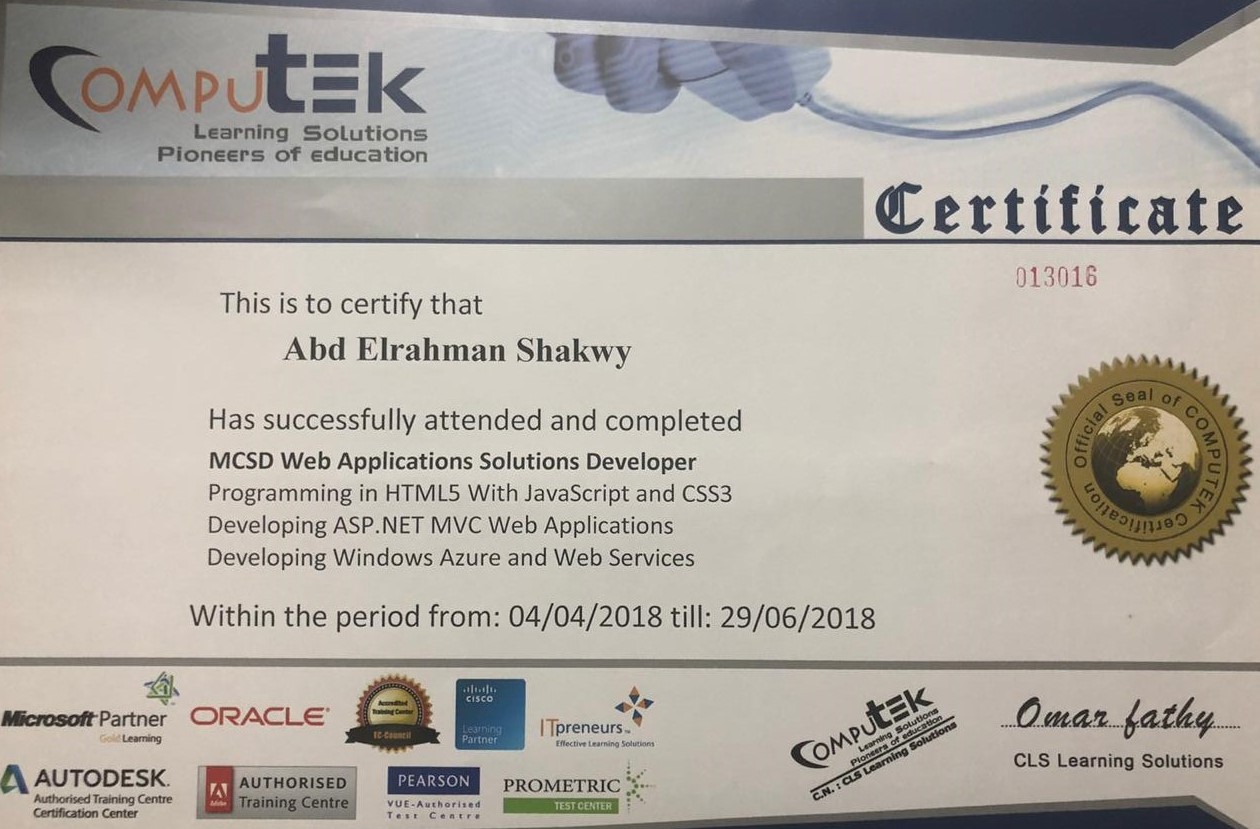 COMPUTEK
Learning Solutions
Pioneers of education
Certificate
013016
This is to certify that
Abd Elrahman Shakwy
Has successfully attended and completed
MCSD Web Applications Solutions Developer
Programming in HTML5 With JavaScript and CSS3
Developing ASP.NET MVC Web Applications
Developing Windows Azure and Web Services
Within the period from: 04/04/2018 till: 29/06/2018
Official Seal of COMPUTEK Certification
Microsoft Partner
Gold Learning
ORACLE
Accredited
Training Center
EC-Council
CISCO
Learning
Partner
ITpreneurs
Effective Learning Solutions
AUTODESK.
Authorised Training Centre
Certification Center
Adobe
AUTHORISED
Training Centre
PEARSON
VUE-Authorised
Test Centre
PROMETRIC
TEST CENTER
COMPUTEK
Learning Solutions
Pioneers of education
C.N.: CLS Learning Solutions
Omar fathy
CLS Learning Solutions